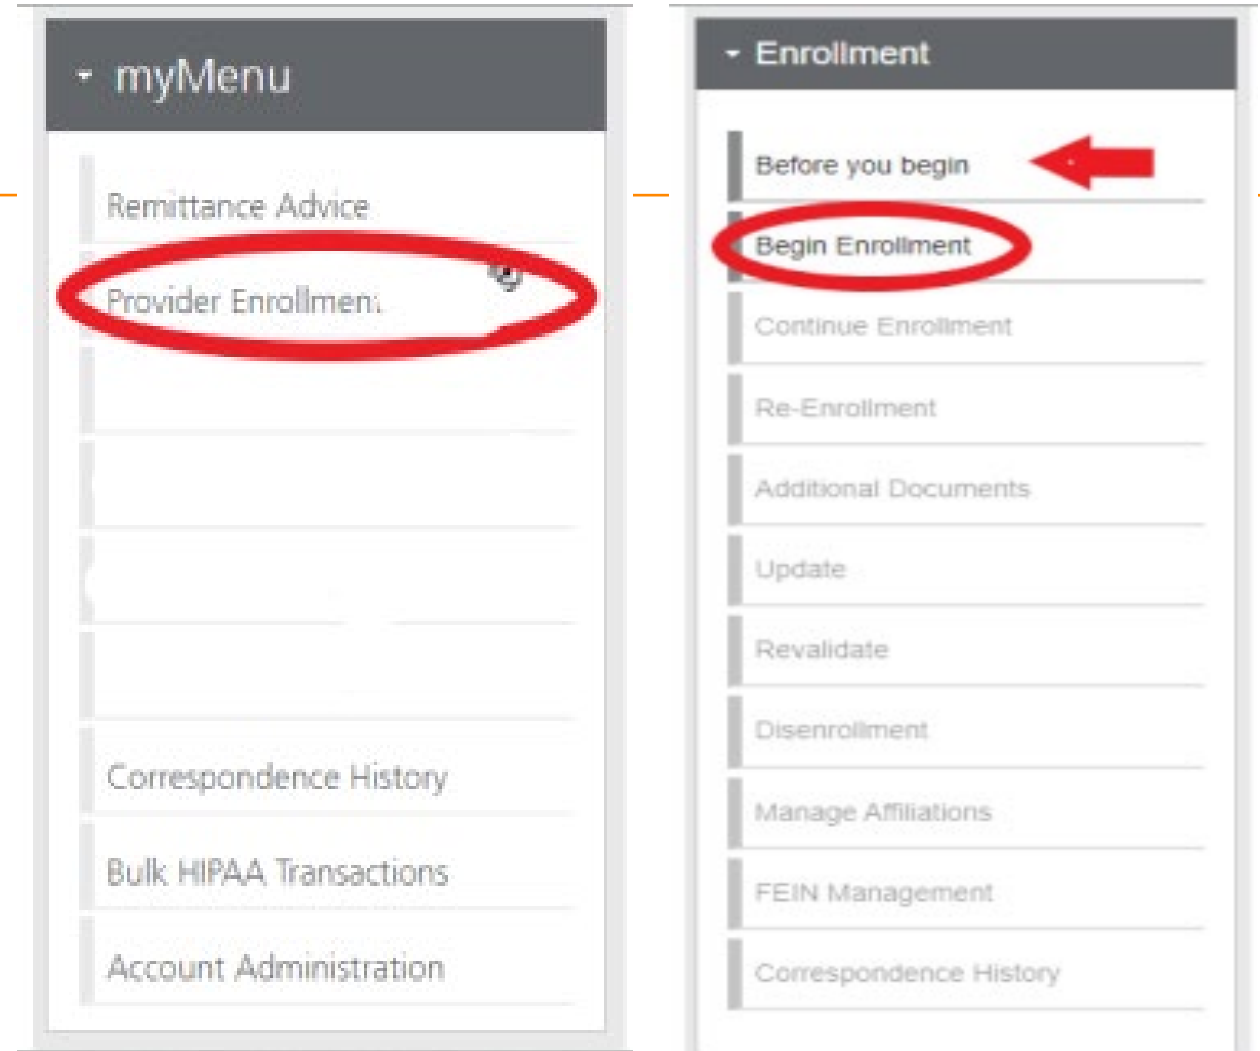 myMenu
Remittance Advice
Provider Enrollment
Correspondence History
Bulk HIPAA Transactions
Account Administration
Enrollment
Before you begin
Begin Enrollment
Continue Enrollment
Re-Enrollment
Additional Documents
Update
Revalidate
Disenrollment
Manage Affiliations
FEIN Management
Correspondence History